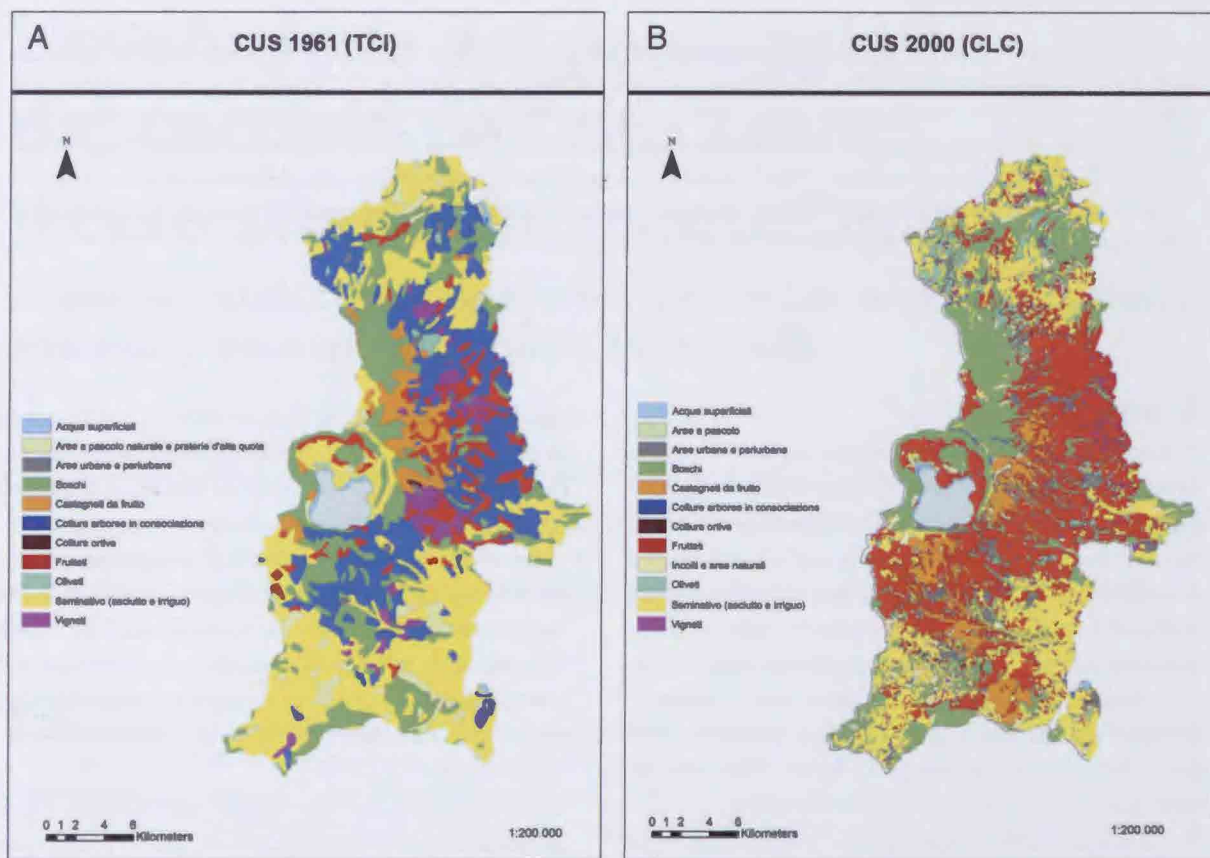 A
CUS 1961 (TCI)
N
Acque superficiali
Aree a pascolo naturale e praterie d'alta quota
Aree urbane e periurbane
Boschi
Castagneti da frutto
Colture arboree in consociazione
Colture ortive
Frutteti
Oliveti
Seminativo (asciutto e irriguo)
Vigneti
0 1 2 4 6
Kilometers
1:200.000
B
CUS 2000 (CLC)
N
Acque superficiali
Aree a pascolo
Aree urbane e periurbane
Boschi
Castagneti da frutto
Colture arboree in consociazione
Colture ortive
Frutteti
Incolti e aree naturali
Oliveti
Seminativo (asciutto e irriguo)
Vigneti
0 1 2 4 6
Kilometers
1:200.000